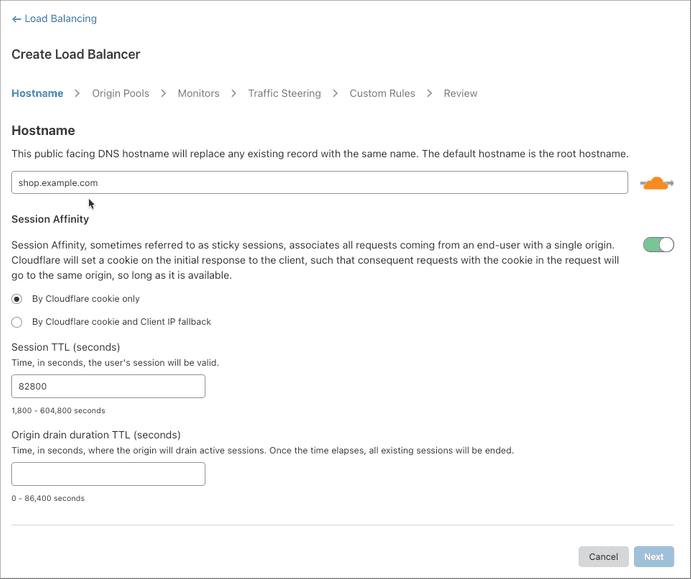 ← Load Balancing
Create Load Balancer
Hostname > Origin Pools > Monitors > Traffic Steering > Custom Rules > Review
Hostname
This public facing DNS hostname will replace any existing record with the same name. The default hostname is the root hostname.
shop.example.com
Session Affinity
Session Affinity, sometimes referred to as sticky sessions, associates all requests coming from an end-user with a single origin.
Cloudflare will set a cookie on the initial response to the client, such that consequent requests with the cookie in the request will
go to the same origin, so long as it is available.
By Cloudflare cookie only
By Cloudflare cookie and Client IP fallback
Session TTL (seconds)
Time, in seconds, the user's session will be valid.
82800
1,800 - 604,800 seconds
Origin drain duration TTL (seconds)
Time, in seconds, where the origin will drain active sessions. Once the time elapses, all existing sessions will be ended.
0 - 86,400 seconds
Cancel Next